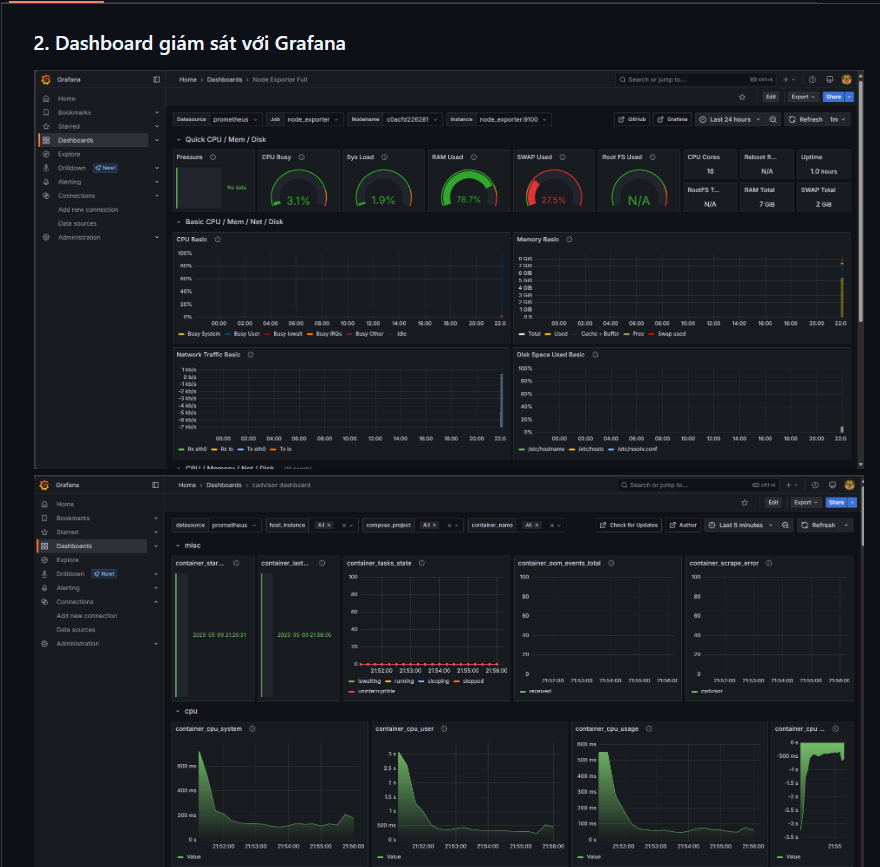 2. Dashboard giám sát với Grafana
Grafana
Home › Dashboards › Node Exporter Full
Search or jump to...
ctrl+k
Home
Bookmarks
Starred
Dashboards
Explore
Drilldown New!
Alerting
Connections
Add new connection
Data sources
Administration
Edit Export Share
Datasource prometheus Job node_exporter Nodename c0acfd226281 Instance node_exporter:9100 GitHub Grafana Last 24 hours Refresh 1m
Quick CPU / Mem / Disk
Pressure CPU Busy Sys Load RAM Used SWAP Used Root FS Used CPU Cores Reboot R... Uptime
No data 3.1% 1.9% 78.7% 27.5% N/A
16 N/A 1.0 hours
RootFS T... RAM Total SWAP Total
N/A 7 GiB 2 GiB
Basic CPU / Mem / Net / Disk
CPU Basic
100%
80%
60%
40%
20%
0%
00:00 02:00 04:00 06:00 08:00 10:00 12:00 14:00 16:00 18:00 20:00 22:0
Busy System Busy User Busy Iowait Busy IRQs Busy Other Idle
Memory Basic
8 GiB
7 GiB
6 GiB
5 GiB
4 GiB
3 GiB
2 GiB
1 GiB
0 B
00:00 02:00 04:00 06:00 08:00 10:00 12:00 14:00 16:00 18:00 20:00 22:0
Total Used Cache + Buffer Free Swap used
Network Traffic Basic
1 kb/s
0 b/s
-1 kb/s
-2 kb/s
-3 kb/s
-4 kb/s
-5 kb/s
-6 kb/s
-7 kb/s
00:00 02:00 04:00 06:00 08:00 10:00 12:00 14:00 16:00 18:00 20:00 22:0
Rx eth0 Rx lo Tx eth0 Tx lo
Disk Space Used Basic
100%
80%
60%
40%
20%
0%
00:00 02:00 04:00 06:00 08:00 10:00 12:00 14:00 16:00 18:00 20:00 22:0
/etc/hostname /etc/hosts /etc/resolv.conf
CPU / Memory / Net / Disk
Grafana
Home › Dashboards › cadvisor dashboard
Search or jump to...
ctrl+k
Home
Bookmarks
Starred
Dashboards
Explore
Drilldown New!
Alerting
Connections
Add new connection
Data sources
Administration
Edit Export Share
datasource prometheus host_instance All compose_project All container_name All Check for Updates Author Last 5 minutes Refresh
misc
container_star...
2025-05-09 21:20:31
container_last...
2025-05-09 21:56:00
container_tasks_state
100
80
60
40
20
0
21:52:00 21:53:00 21:54:00 21:55:00 21:56:00
iowaiting running sleeping stopped
uninterruptible
container_oom_events_total
100
80
60
40
20
0
21:52:00 21:53:00 21:54:00 21:55:00 21:56:00
received
container_scrape_error
100
80
60
40
20
0
21:52:00 21:53:00 21:54:00 21:55:00 21:56:00
cadvisor
cpu
container_cpu_system
600 ms
400 ms
200 ms
0 s
21:52:00 21:53:00 21:54:00 21:55:00 21:56:00
Value
container_cpu_user
3 s
2.5 s
2 s
1.5 s
1 s
500 ms
0 s
21:52:00 21:53:00 21:54:00 21:55:00 21:56:00
Value
container_cpu_usage
600 ms
500 ms
400 ms
300 ms
200 ms
100 ms
0 s
21:52:00 21:53:00 21:54:00 21:55:00 21:56:00
Value
container_cpu ...
0 s
-500 ms
-1 s
-1.5 s
-2 s
-2.5 s
-3 s
-3.5 s
21:55
Value